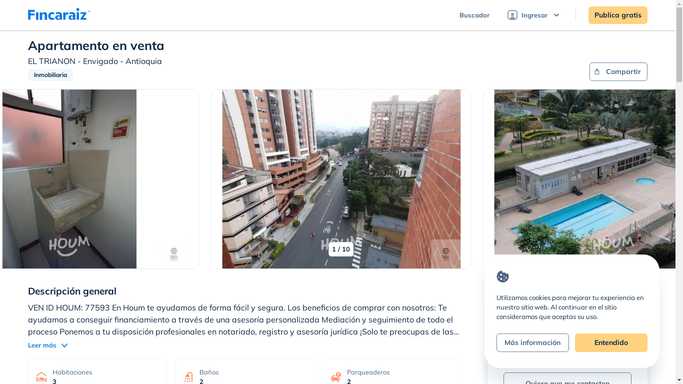 Fincaraiz
Buscador
Ingresar
Publica gratis
Apartamento en venta
EL TRIANON - Envigado - Antioquia
Inmobiliaria
Compartir
HOUM
HOUM
1 / 10
HOUM
Descripción general
VEN ID HOUM: 77593 En Houm te ayudamos de forma fácil y segura. Los beneficios de comprar con nosotros: Te
ayudamos a conseguir financiamiento a través de una asesoría personalizada Mediación y seguimiento de todo el
proceso Ponemos a tu disposición profesionales en notariado, registro y asesoría jurídica ¡Solo te preocupas de las...
Leer más
Habitaciones
3
Baños
2
Parqueaderos
2
Utilizamos cookies para mejorar tu experiencia en
nuestro sitio web. Al continuar en el sitio
consideramos que aceptas su uso.
Más información
Entendido
Quiero que me contacten